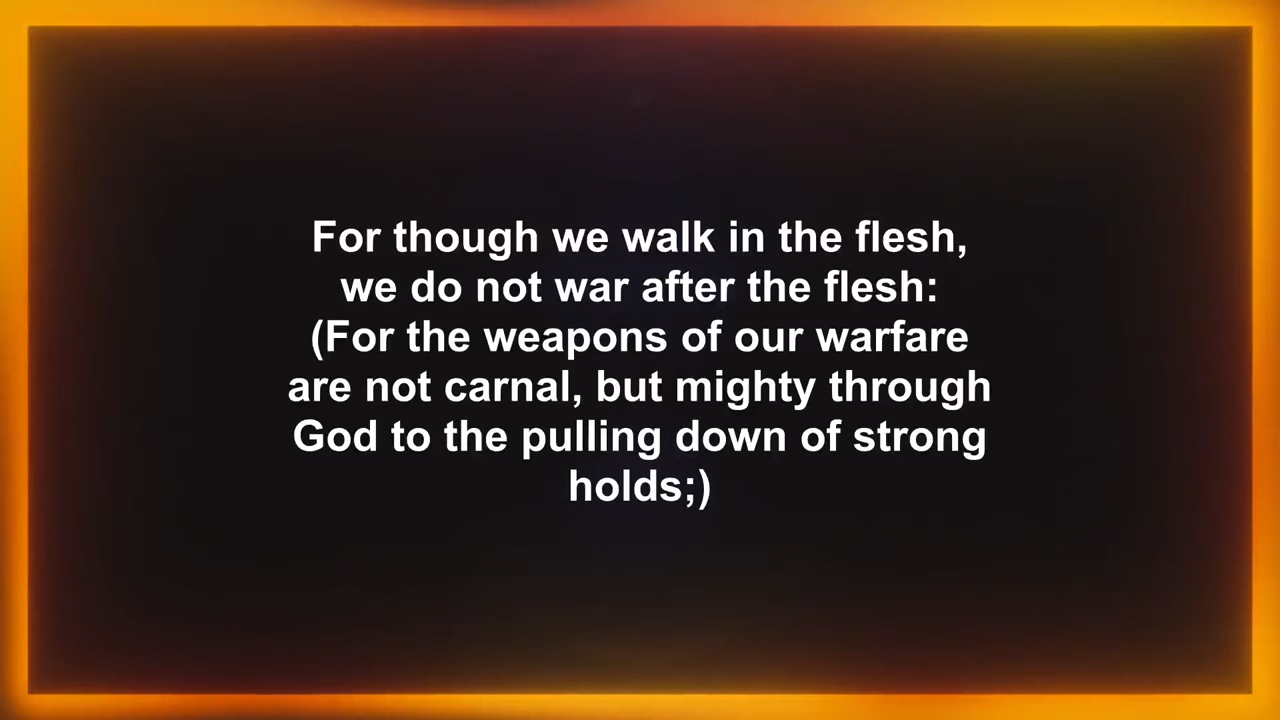 For though we walk in the flesh,
we do not war after the flesh:
(For the weapons of our warfare
are not carnal, but mighty through
God to the pulling down of strong
holds;)